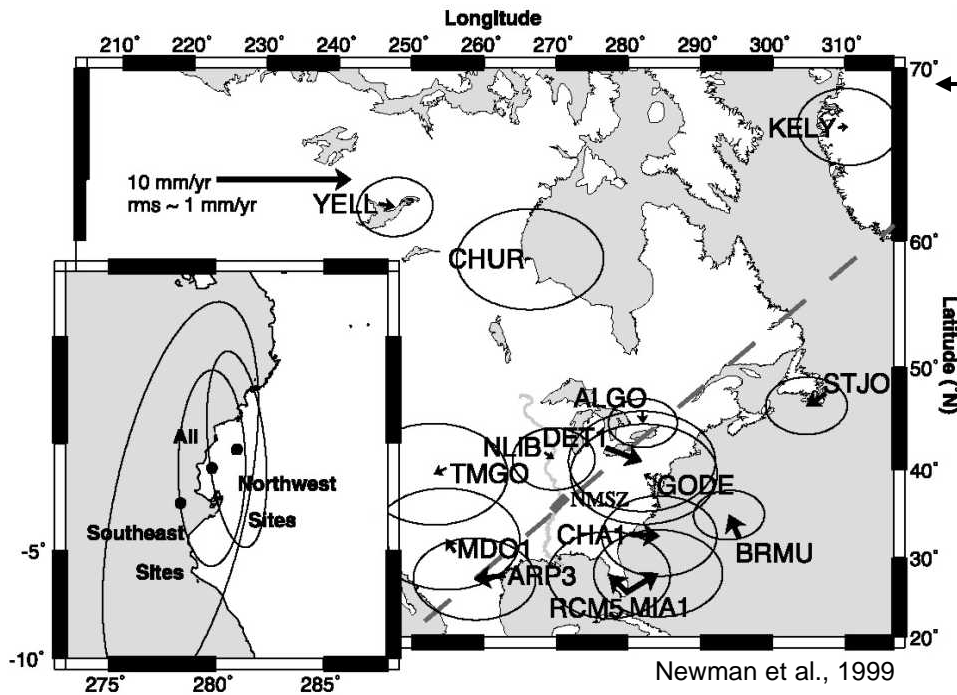 Longitude
210° 220° 230° 240° 250° 260° 270° 280° 290° 300° 310°
70°
KELY
10 mm/yr
rms ~ 1 mm/yr
YELL
60°
CHUR
Latitude (°N)
50°
STJO
ALGO
DET1
NLIB
TMGO
40°
GODE
NMSZ
All
Northwest
Sites
Southeast
Sites
CHA1
BRMU
-5°
MDO1
30°
ARP3
RCM5
MIA1
20°
-10°
275° 280° 285°
Newman et al., 1999